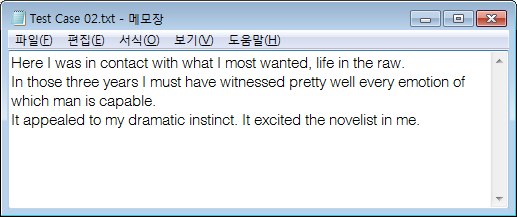 Test Case 02.txt - 메모장
파일(F) 편집(E) 서식(O) 보기(V) 도움말(H)
Here I was in contact with what I most wanted, life in the raw.
In those three years I must have witnessed pretty well every emotion of
which man is capable.
It appealed to my dramatic instinct. It excited the novelist in me.